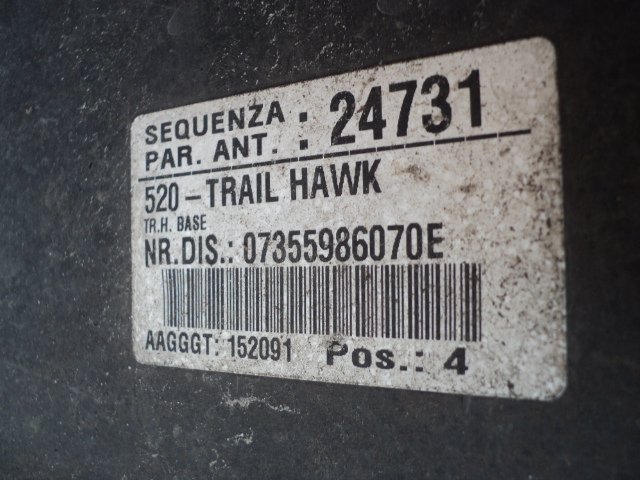 SEQUENZA
PAR. ANT. : 24731
520 - TRAIL HAWK
TR.H. BASE
NR.DIS.: 07355986070E
AAGGGT: 152091 Pos.: 4